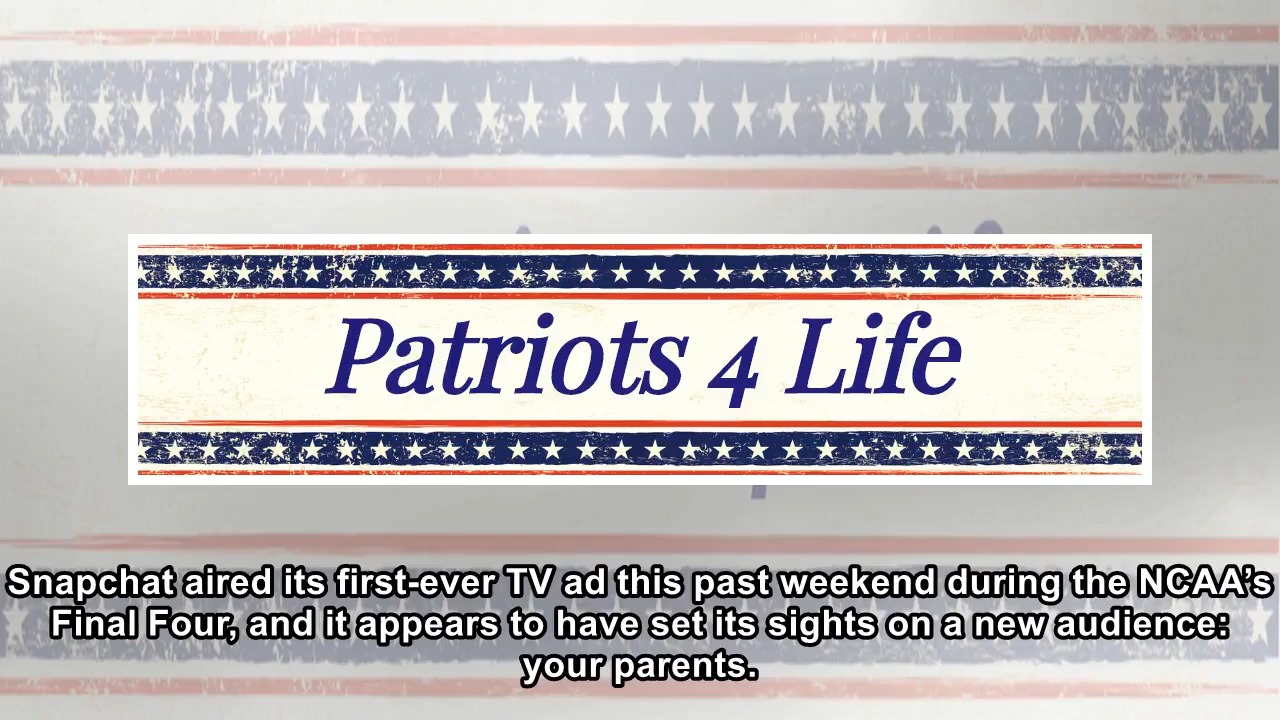 Patriots 4 Life
Snapchat aired its first-ever TV ad this past weekend during the NCAA’s
Final Four, and it appears to have set its sights on a new audience:
your parents.